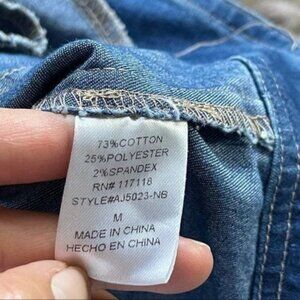 73%COTTON
25%POLYESTER
2%SPANDEX
RN# 117118
STYLE#AJ5023-NB
M
MADE IN CHINA
HECHO EN CHINA